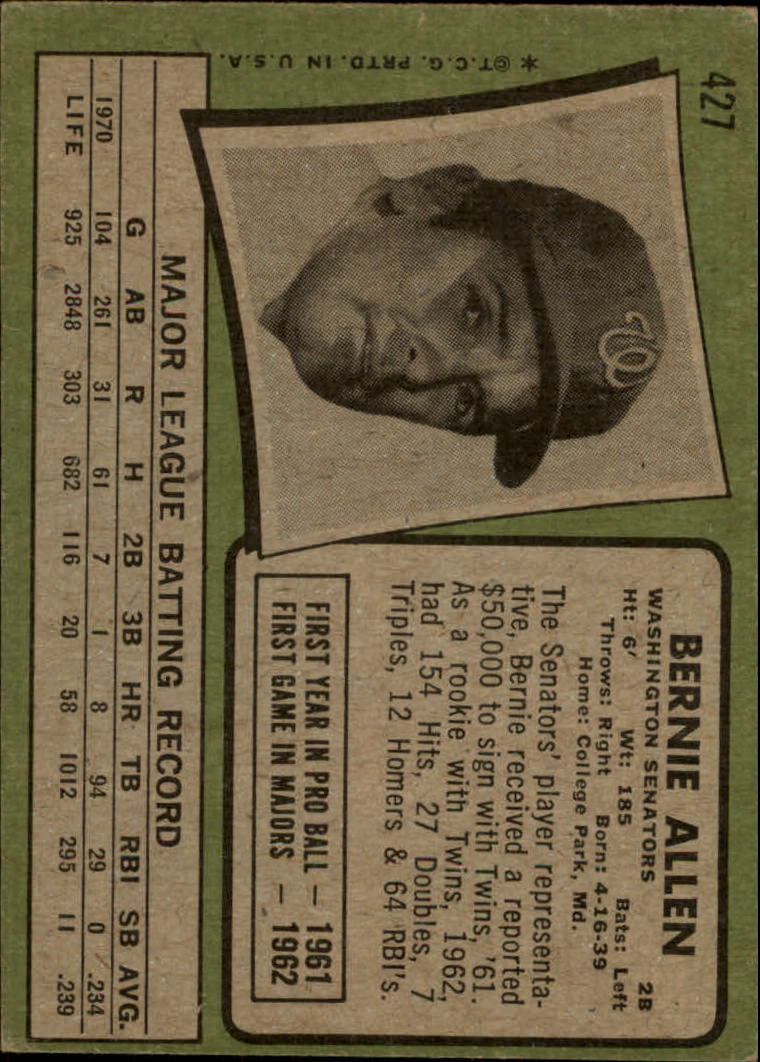 427
* ©T.C.G. PRTD. IN U.S.A.
W
BERNIE ALLEN 2B
WASHINGTON SENATORS
Ht: 6' Wt: 185 Bats: Left
Throws: Right Born: 4-16-39
Home: College Park, Md.
The Senators' player representa-
tive, Bernie received a reported
$50,000 to sign with Twins, '61.
As a rookie with Twins, 1962,
had 154 Hits, 27 Doubles, 7
Triples, 12 Homers & 64 RBI's.
FIRST YEAR IN PRO BALL — 1961
FIRST GAME IN MAJORS — 1962
MAJOR LEAGUE BATTING RECORD
G AB R H 2B 3B HR TB RBI SB AVG.
1970 104 261 31 61 7 1 8 94 29 0 .234
LIFE 925 2848 303 682 116 20 58 1012 295 11 .239